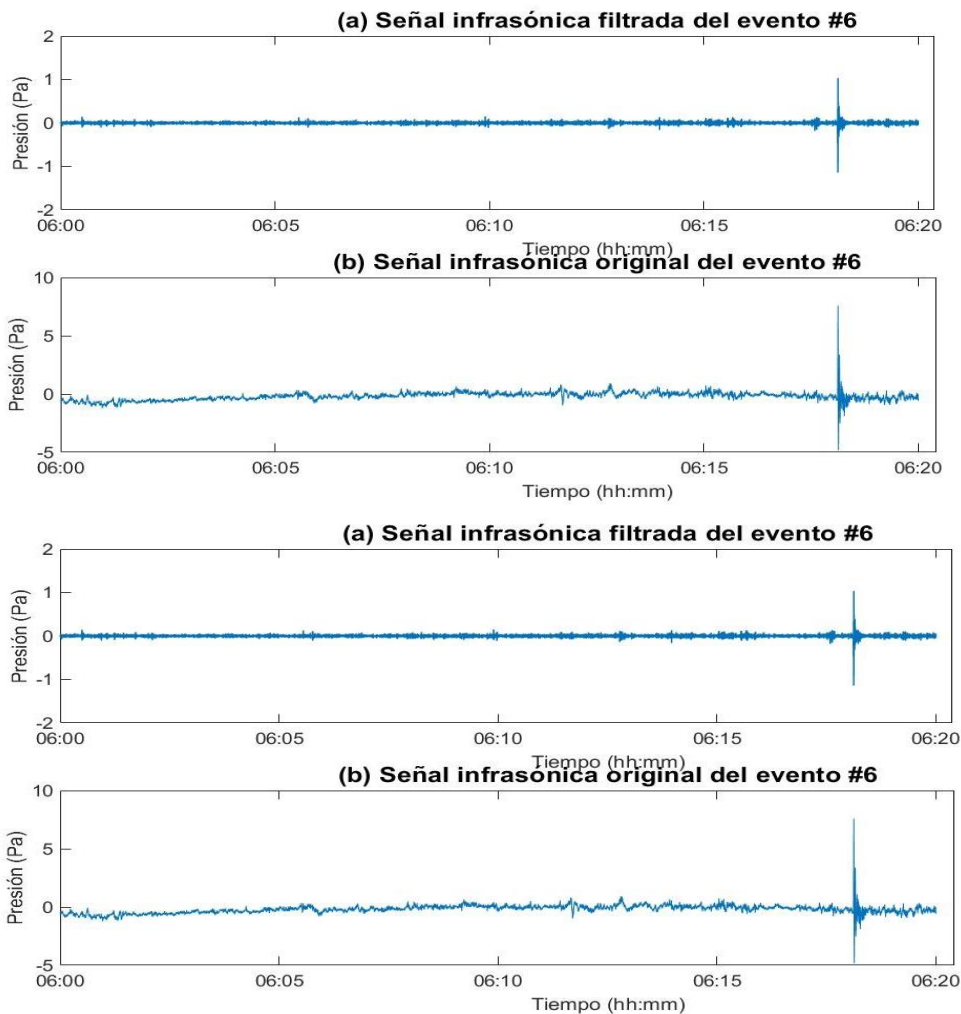 (a) Señal infrasónica filtrada del evento #6
2
1
0
-1
-2
Presión (Pa)
06:00 06:05 06:10 06:15 06:20
Tiempo (hh:mm)
(b) Señal infrasónica original del evento #6
10
5
0
-5
Presión (Pa)
06:00 06:05 06:10 06:15 06:20
Tiempo (hh:mm)
(a) Señal infrasónica filtrada del evento #6
2
1
0
-1
-2
Presión (Pa)
06:00 06:05 06:10 06:15 06:20
Tiempo (hh:mm)
(b) Señal infrasónica original del evento #6
10
5
0
-5
Presión (Pa)
06:00 06:05 06:10 06:15 06:20
Tiempo (hh:mm)